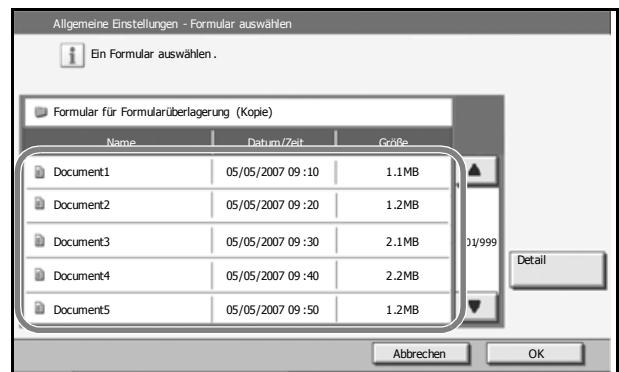 Allgemeine Einstellungen - Formular auswählen
Ein Formular auswählen.
Formular für Formularüberlagerung (Kopie)
Name Datum/Zeit Größe
Document1 05/05/2007 09:10 1.1MB
Document2 05/05/2007 09:20 1.2MB
Document3 05/05/2007 09:30 2.1MB
Document4 05/05/2007 09:40 2.2MB
Document5 05/05/2007 09:50 1.2MB
Detail
Abbrechen OK